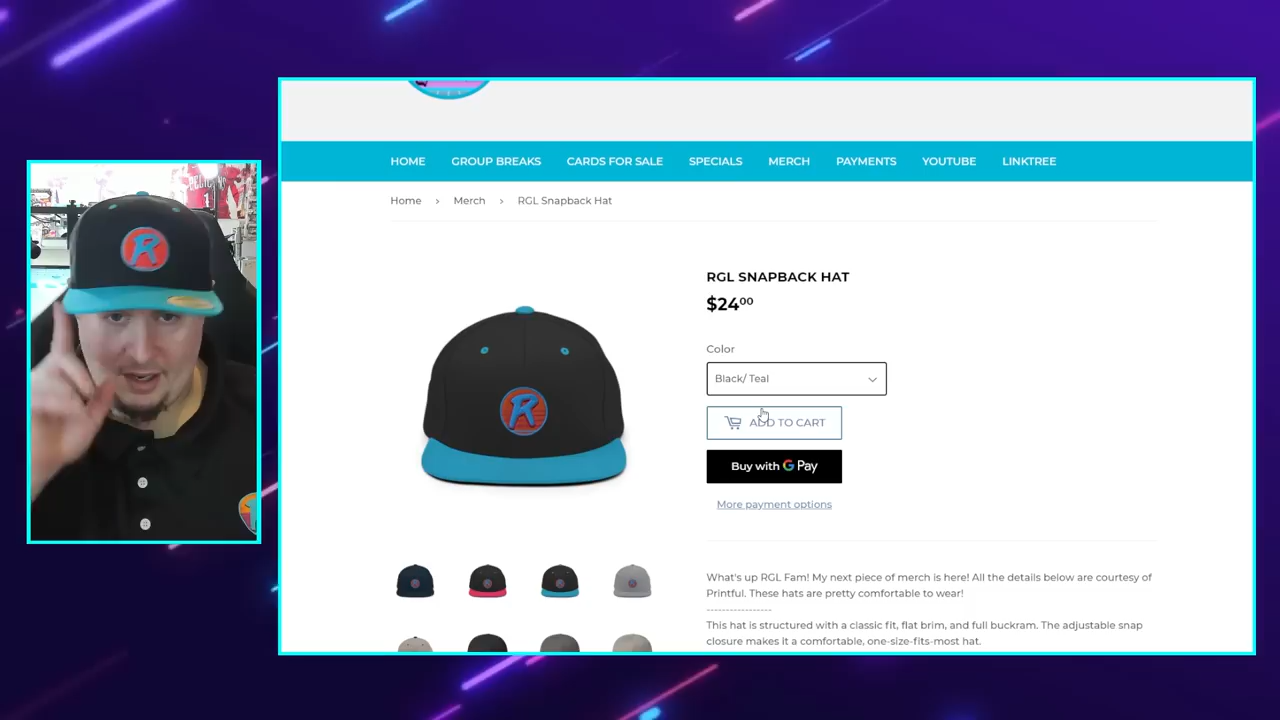 PELICANS
1
R
HOME GROUP BREAKS CARDS FOR SALE SPECIALS MERCH PAYMENTS YOUTUBE LINKTREE
Home › Merch › RGL Snapback Hat
RGL SNAPBACK HAT
$24 00
Color
Black/ Teal
ADD TO CART
Buy with G Pay
More payment options
R
What's up RGL Fam! My next piece of merch is here! All the details below are courtesy of
Printful. These hats are pretty comfortable to wear!
-----------------
This hat is structured with a classic fit, flat brim, and full buckram. The adjustable snap
closure makes it a comfortable, one-size-fits-most hat.